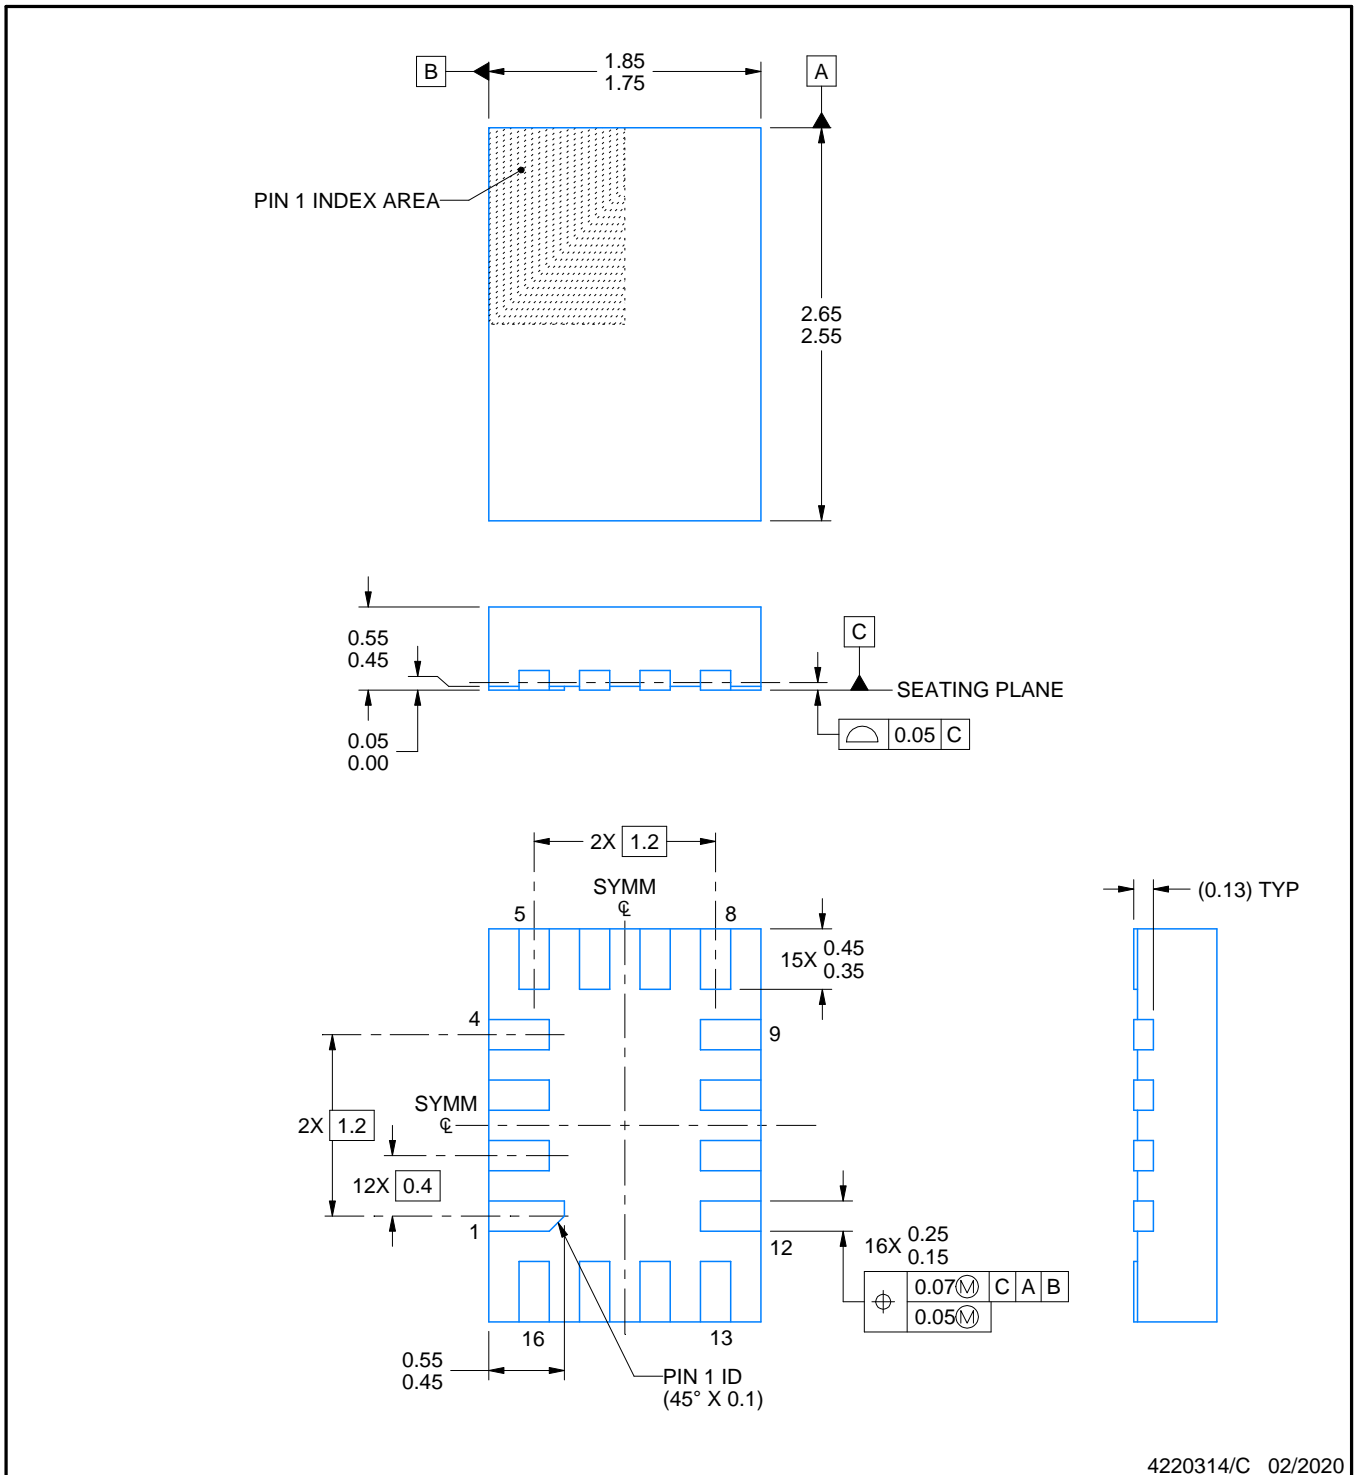 B
1.85
1.75
A
PIN 1 INDEX AREA
2.65
2.55
0.55
0.45
C
SEATING PLANE
0.05 C
0.05
0.00
2X 1.2
(0.13) TYP
SYMM
℄
5
8
15X 0.45
0.35
4
9
SYMM
℄
2X 1.2
12X 0.4
1
12
16X 0.25
0.15
0.07Ⓜ C A B
0.05Ⓜ
16
13
0.55
0.45
PIN 1 ID
(45° X 0.1)
4220314/C 02/2020